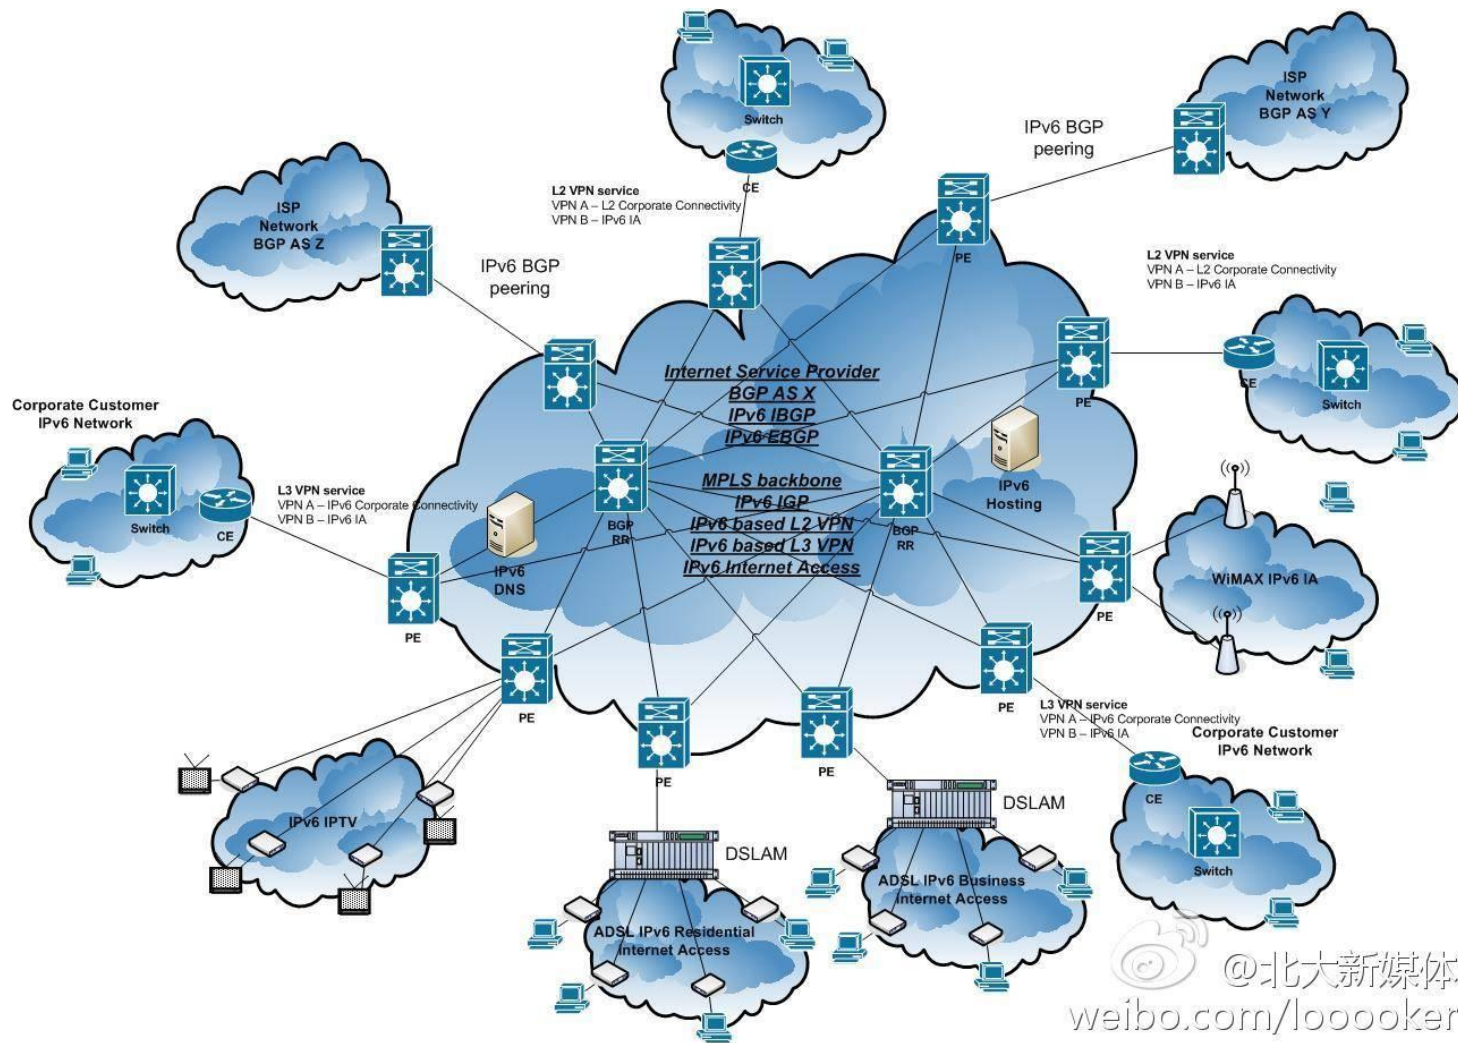 Switch
CE
ISP
Network
BGP AS Y
IPv6 BGP
peering
L2 VPN service
VPN A – L2 Corporate Connectivity
VPN B – IPv6 IA
ISP
Network
BGP AS Z
IPv6 BGP
peering
PE
L2 VPN service
VPN A – L2 Corporate Connectivity
VPN B – IPv6 IA
CE
Switch
PE
Internet Service Provider
BGP AS X
IPv6 IBGP
IPv6 EBGP
MPLS backbone
IPv6 IGP
IPv6 based L2 VPN
IPv6 based L3 VPN
IPv6 Internet Access
Corporate Customer
IPv6 Network
Switch
CE
L3 VPN service
VPN A – IPv6 Corporate Connectivity
VPN B – IPv6 IA
BGP
RR
BGP
RR
IPv6
Hosting
IPv6
DNS
PE
WiMAX IPv6 IA
PE
PE
PE
L3 VPN service
VPN A – IPv6 Corporate Connectivity
VPN B – IPv6 IA
Corporate Customer
IPv6 Network
PE
PE
CE
Switch
IPv6 IPTV
DSLAM
DSLAM
ADSL IPv6 Business
Internet Access
ADSL IPv6 Residential
Internet Access
@北大新媒体
weibo.com/looooker